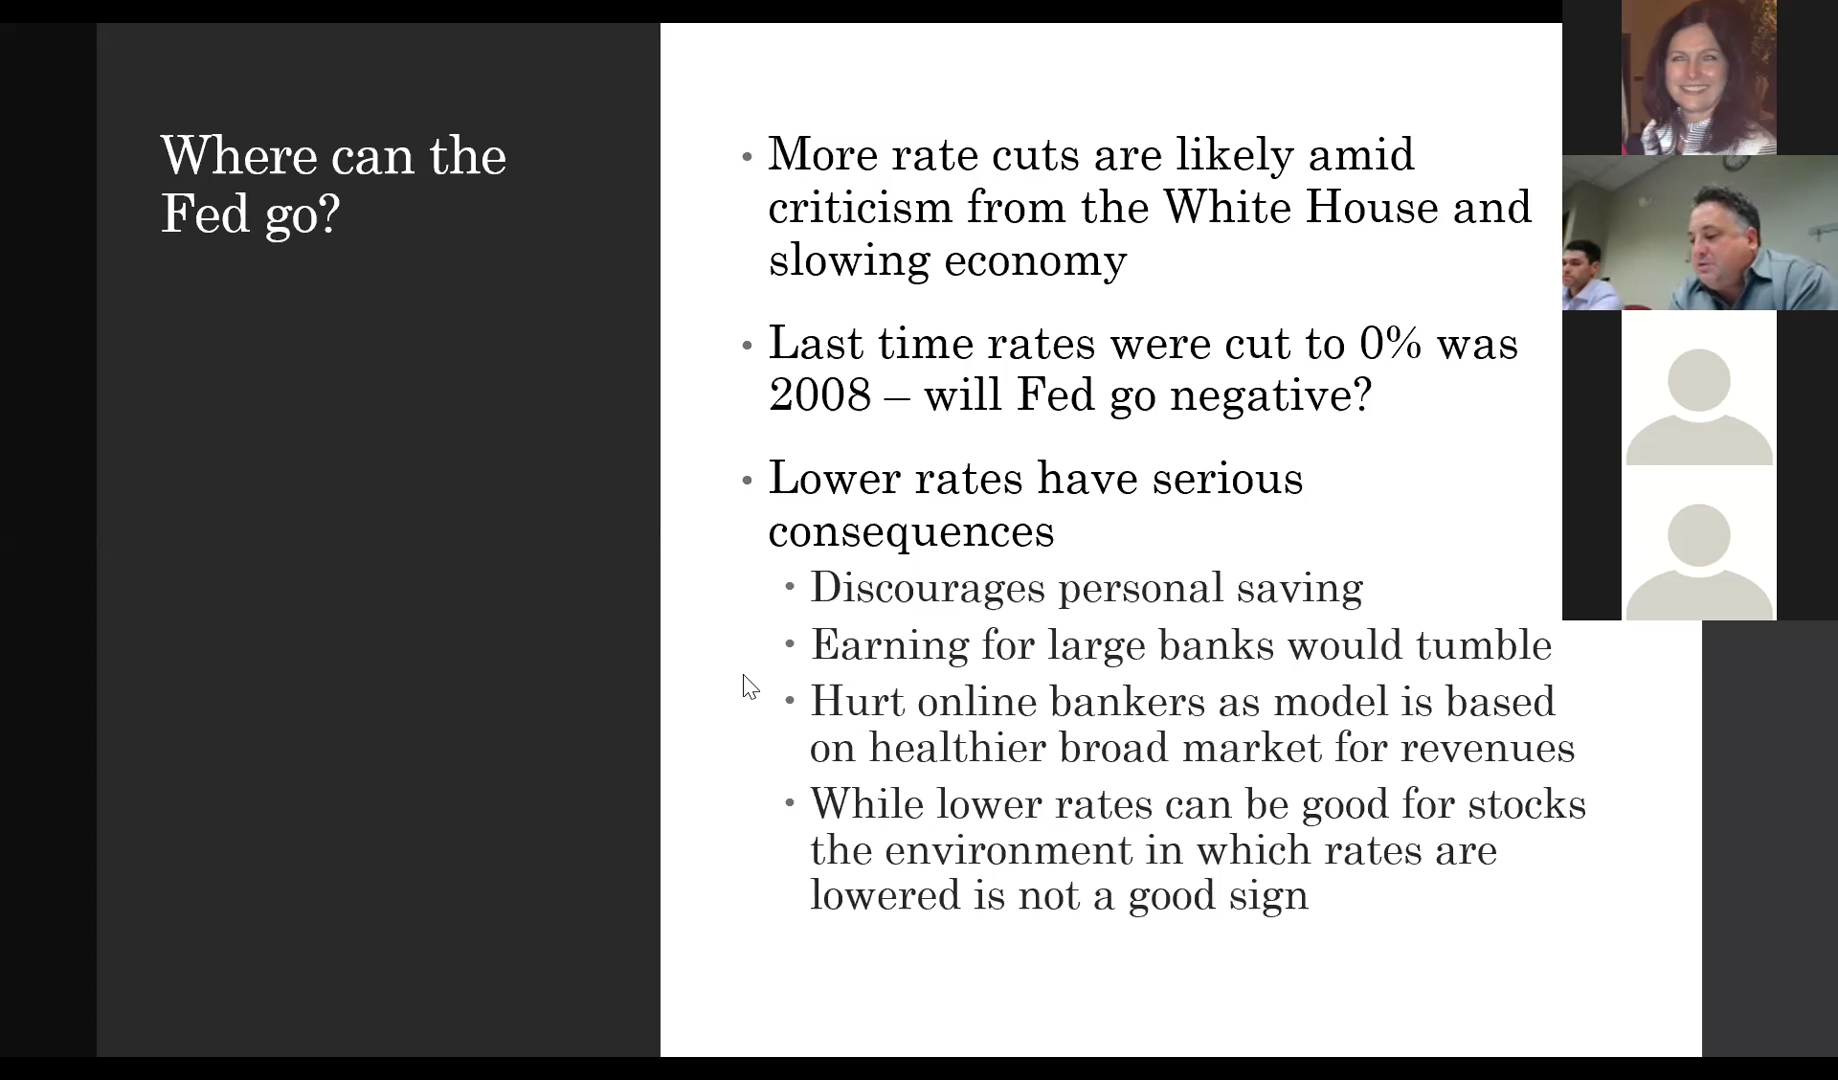 Where can the
Fed go?
• More rate cuts are likely amid
criticism from the White House and
slowing economy
• Last time rates were cut to 0% was
2008 – will Fed go negative?
• Lower rates have serious
consequences
• Discourages personal saving
• Earning for large banks would tumble
• Hurt online bankers as model is based
on healthier broad market for revenues
• While lower rates can be good for stocks
the environment in which rates are
lowered is not a good sign